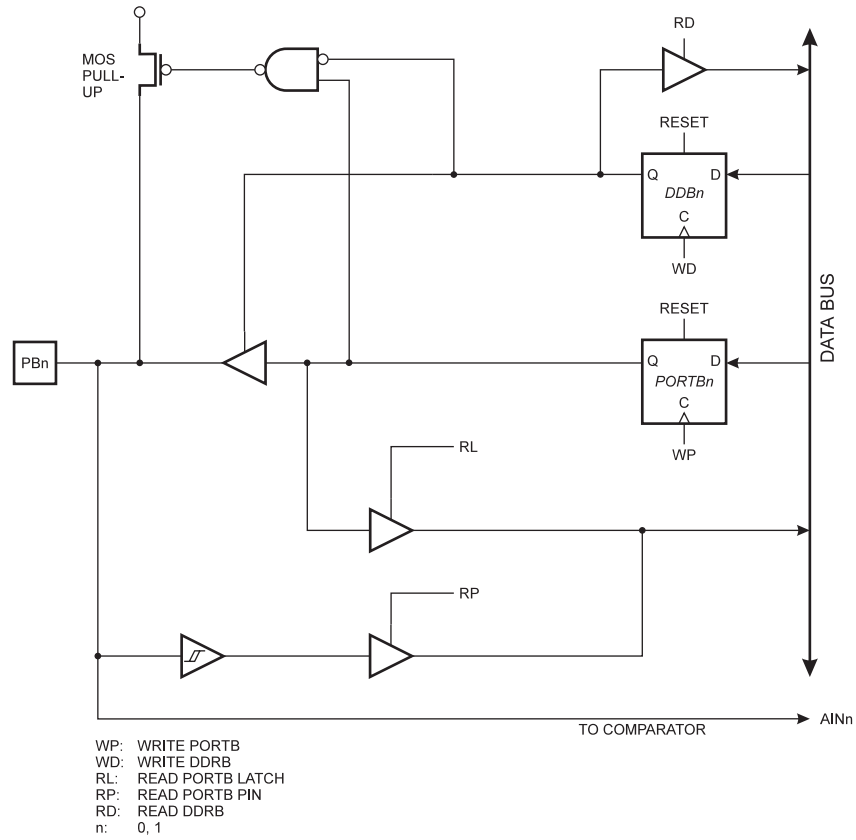 RD
MOS
PULL-
UP
RESET
Q D
DDBn
C
WD
DATA BUS
RESET
PBn
Q D
PORTBn
C
WP
RL
RP
AINn
TO COMPARATOR
WP: WRITE PORTB
WD: WRITE DDRB
RL: READ PORTB LATCH
RP: READ PORTB PIN
RD: READ DDRB
n: 0, 1